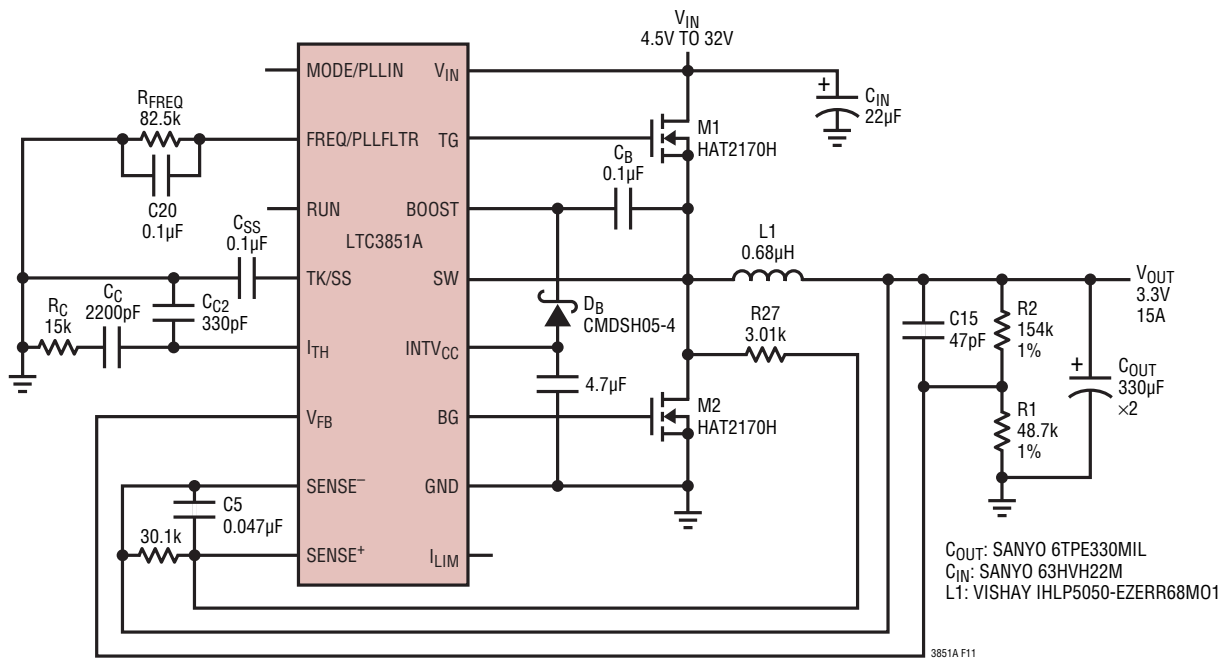 V_IN
4.5V TO 32V
MODE/PLLIN
V_IN
C_IN
22µF
R_FREQ
82.5k
FREQ/PLLFLTR
TG
M1
HAT2170H
C_B
0.1µF
C20
0.1µF
RUN
BOOST
LTC3851A
C_SS
0.1µF
TK/SS
SW
L1
0.68µH
V_OUT
3.3V
15A
R_C
15k
C_C
2200pF
C_C2
330pF
D_B
CMDSH05-4
R27
3.01k
C15
47pF
R2
154k
1%
I_TH
INTV_CC
4.7µF
C_OUT
330µF
×2
V_FB
BG
M2
HAT2170H
R1
48.7k
1%
SENSE–
GND
C5
0.047µF
30.1k
SENSE+
I_LIM
C_OUT: SANYO 6TPE330MIL
C_IN: SANYO 63HVH22M
L1: VISHAY IHLP5050-EZERR68MO1
3851A F11